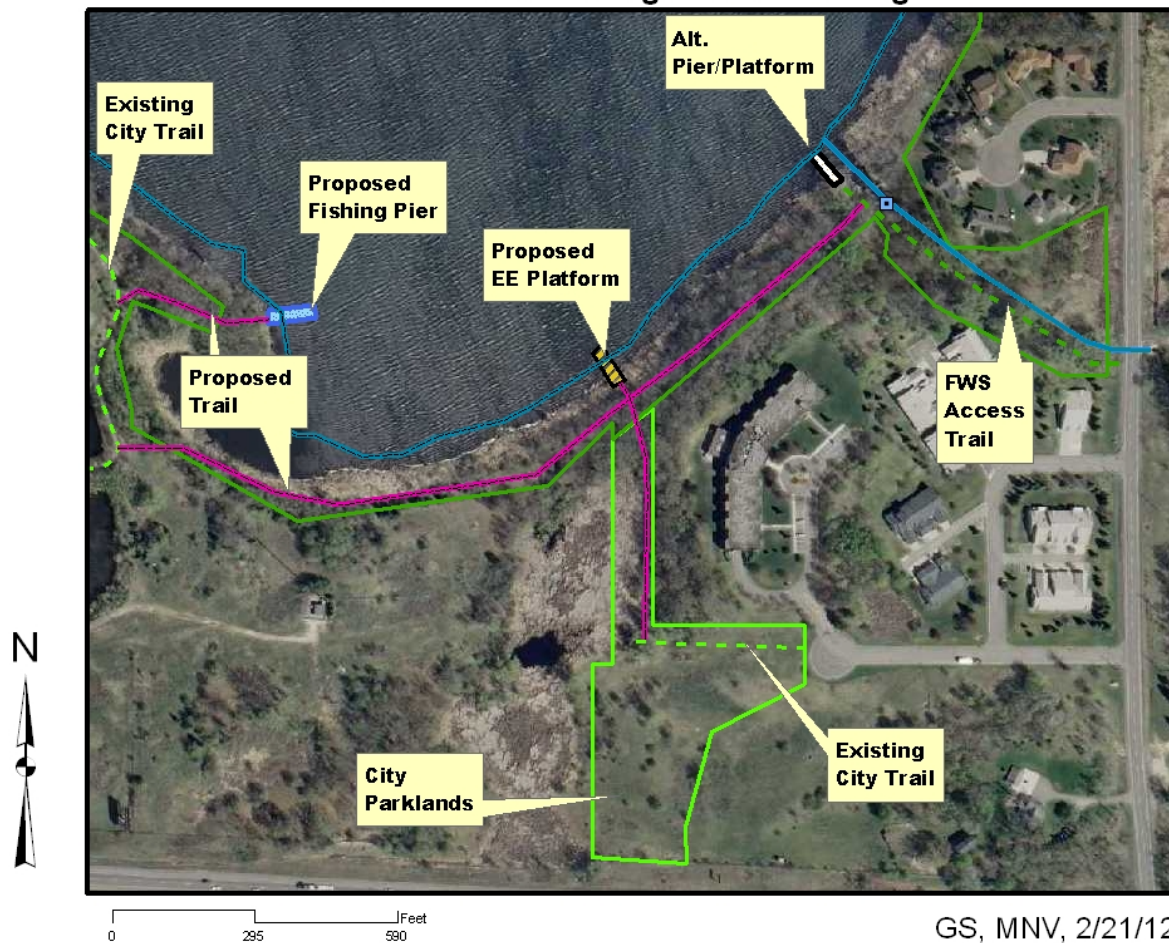 Alt.
Pier/Platform
Existing
City Trail
Proposed
Fishing Pier
Proposed
EE Platform
Proposed
Trail
FWS
Access
Trail
City
Parklands
Existing
City Trail
N
Feet
0 295 590
GS, MNV, 2/21/12